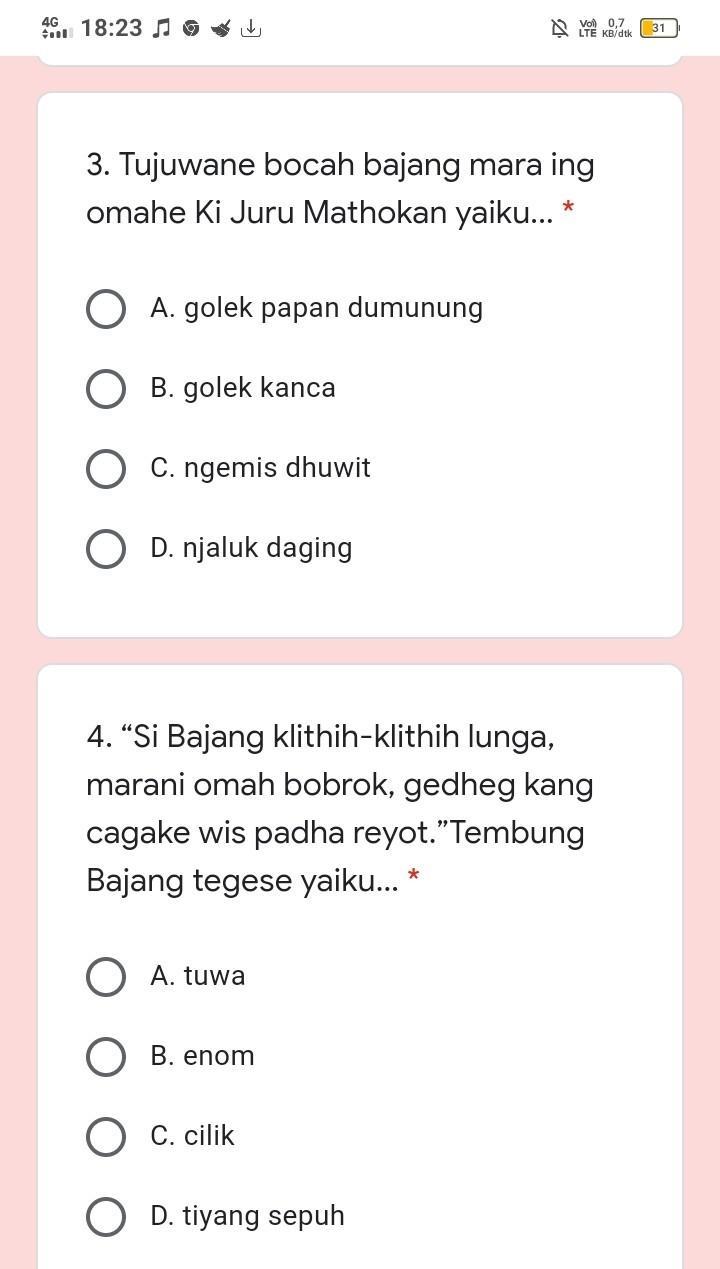 4G 18:23 Vo) LTE 0,7 KB/dtk 31
3. Tujuwane bocah bajang mara ing
omahe Ki Juru Mathokan yaiku... *
A. golek papan dumunung
B. golek kanca
C. ngemis dhuwit
D. njaluk daging
4. “Si Bajang klithih-klithih lunga,
marani omah bobrok, gedheg kang
cagake wis padha reyot.”Tembung
Bajang tegese yaiku... *
A. tuwa
B. enom
C. cilik
D. tiyang sepuh